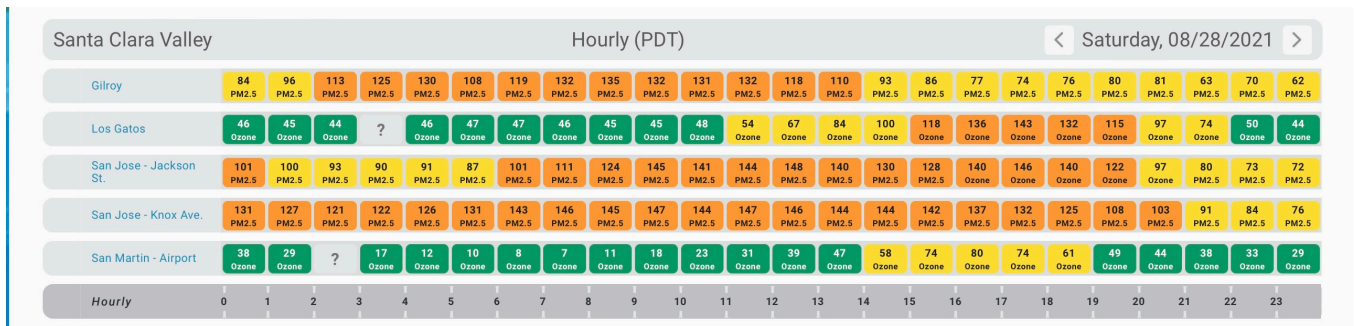 Santa Clara Valley Hourly (PDT) < Saturday, 08/28/2021 >
Gilroy 84 96 113 125 130 108 119 132 135 132 131 132 118 110 93 86 77 74 76 80 81 63 70 62
PM2.5 PM2.5 PM2.5 PM2.5 PM2.5 PM2.5 PM2.5 PM2.5 PM2.5 PM2.5 PM2.5 PM2.5 PM2.5 PM2.5 PM2.5 PM2.5 PM2.5 PM2.5 PM2.5 PM2.5 PM2.5 PM2.5 PM2.5 PM2.5
Los Gatos 46 45 44 ? 46 47 47 46 45 45 48 54 67 84 100 118 136 143 132 115 97 74 50 44
Ozone Ozone Ozone Ozone Ozone Ozone Ozone Ozone Ozone Ozone Ozone Ozone Ozone Ozone Ozone Ozone Ozone Ozone Ozone Ozone Ozone Ozone Ozone
San Jose - Jackson St. 101 100 93 90 91 87 101 111 124 145 141 144 148 140 130 128 140 146 140 122 97 80 73 72
PM2.5 PM2.5 PM2.5 PM2.5 PM2.5 PM2.5 PM2.5 PM2.5 PM2.5 PM2.5 PM2.5 PM2.5 PM2.5 PM2.5 PM2.5 PM2.5 Ozone Ozone Ozone Ozone Ozone PM2.5 PM2.5 PM2.5
San Jose - Knox Ave. 131 127 121 122 126 131 143 146 145 147 144 147 146 144 144 142 137 132 125 108 103 91 84 76
PM2.5 PM2.5 PM2.5 PM2.5 PM2.5 PM2.5 PM2.5 PM2.5 PM2.5 PM2.5 PM2.5 PM2.5 PM2.5 PM2.5 PM2.5 PM2.5 PM2.5 PM2.5 PM2.5 PM2.5 PM2.5 PM2.5 PM2.5 PM2.5
San Martin - Airport 38 29 ? 17 12 10 8 7 11 18 23 31 39 47 58 74 80 74 61 49 44 38 33 29
Ozone Ozone Ozone Ozone Ozone Ozone Ozone Ozone Ozone Ozone Ozone Ozone Ozone Ozone Ozone Ozone Ozone Ozone Ozone Ozone Ozone Ozone Ozone
Hourly 0 1 2 3 4 5 6 7 8 9 10 11 12 13 14 15 16 17 18 19 20 21 22 23